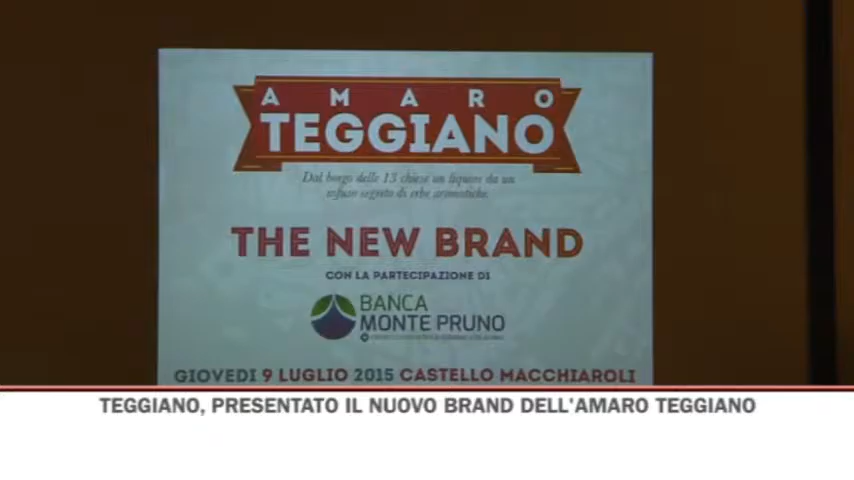 AMARO
TEGGIANO
Dal borgo delle 13 chiese un liquore da un
infuso segreto di erbe aromatiche.
THE NEW BRAND
CON LA PARTECIPAZIONE DI
BANCA
MONTE PRUNO
GIOVEDI 9 LUGLIO 2015 CASTELLO MACCHIAROLI
TEGGIANO, PRESENTATO IL NUOVO BRAND DELL'AMARO TEGGIANO